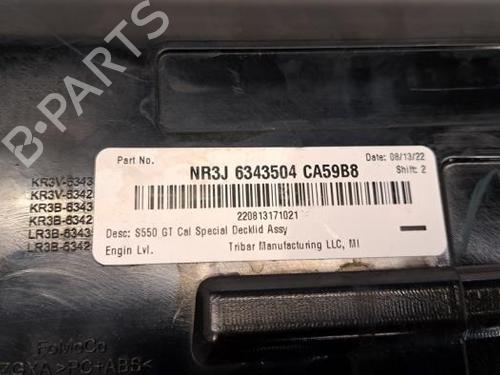 Part No.
NR3J 6343504 CA59B8
Date: 08/13/22
Shift: 2
220813171021
Desc: S550 GT Cal Special Decklid Assy
Engin Lvl.
Tribar Manufacturing LLC, MI
KR3V-6343
KR3V-6342
KR3B-6343
KR3B-6342
LR3B-6343
LR3B-6342
FoMoCo
>PC+ABS<
B PARTS